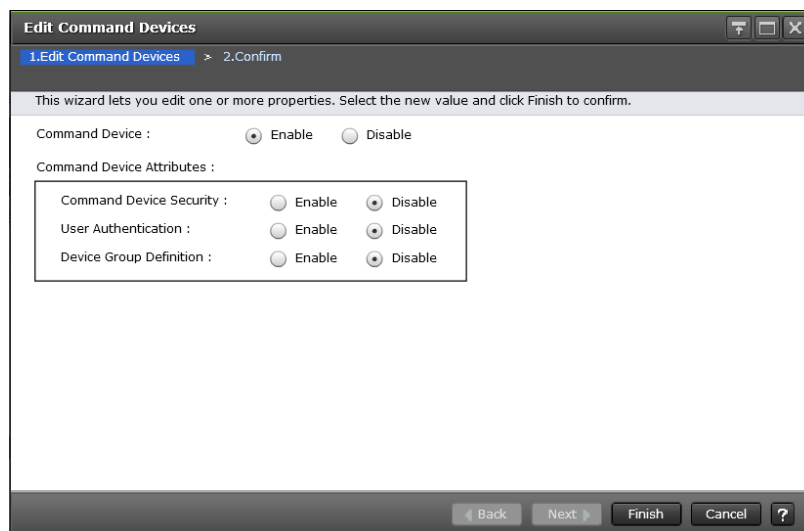 Edit Command Devices
1.Edit Command Devices > 2.Confirm
This wizard lets you edit one or more properties. Select the new value and click Finish to confirm.
Command Device : Enable Disable
Command Device Attributes :
Command Device Security : Enable Disable
User Authentication : Enable Disable
Device Group Definition : Enable Disable
Back Next Finish Cancel ?